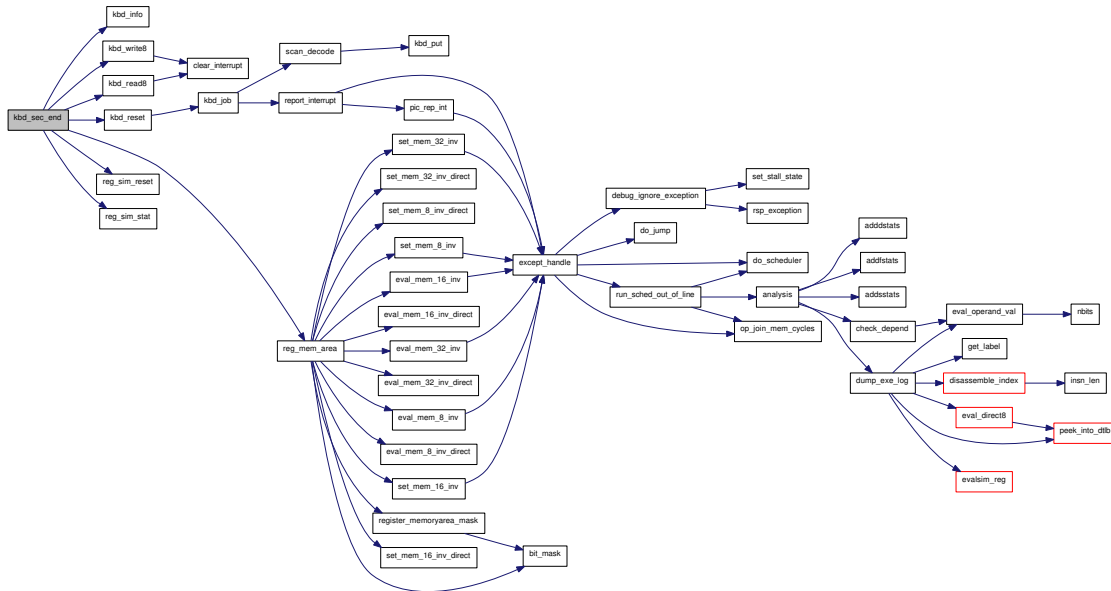 kbd_info
kbd_write8
kbd_read8
kbd_sec_end
kbd_reset
reg_sim_reset
reg_sim_stat
clear_interrupt
kbd_job
scan_decode
kbd_put
report_interrupt
pic_rep_int
reg_mem_area
set_mem_32_inv
set_mem_32_inv_direct
set_mem_8_inv_direct
set_mem_8_inv
eval_mem_16_inv
eval_mem_16_inv_direct
eval_mem_32_inv
eval_mem_32_inv_direct
eval_mem_8_inv
eval_mem_8_inv_direct
set_mem_16_inv
register_memoryarea_mask
set_mem_16_inv_direct
bit_mask
except_handle
debug_ignore_exception
set_stall_state
rsp_exception
do_jump
do_scheduler
run_sched_out_of_line
op_join_mem_cycles
analysis
adddstats
addfstats
addsstats
check_depend
dump_exe_log
eval_operand_val
nbits
get_label
disassemble_index
insn_len
eval_direct8
peek_into_dtlb
evalsim_reg